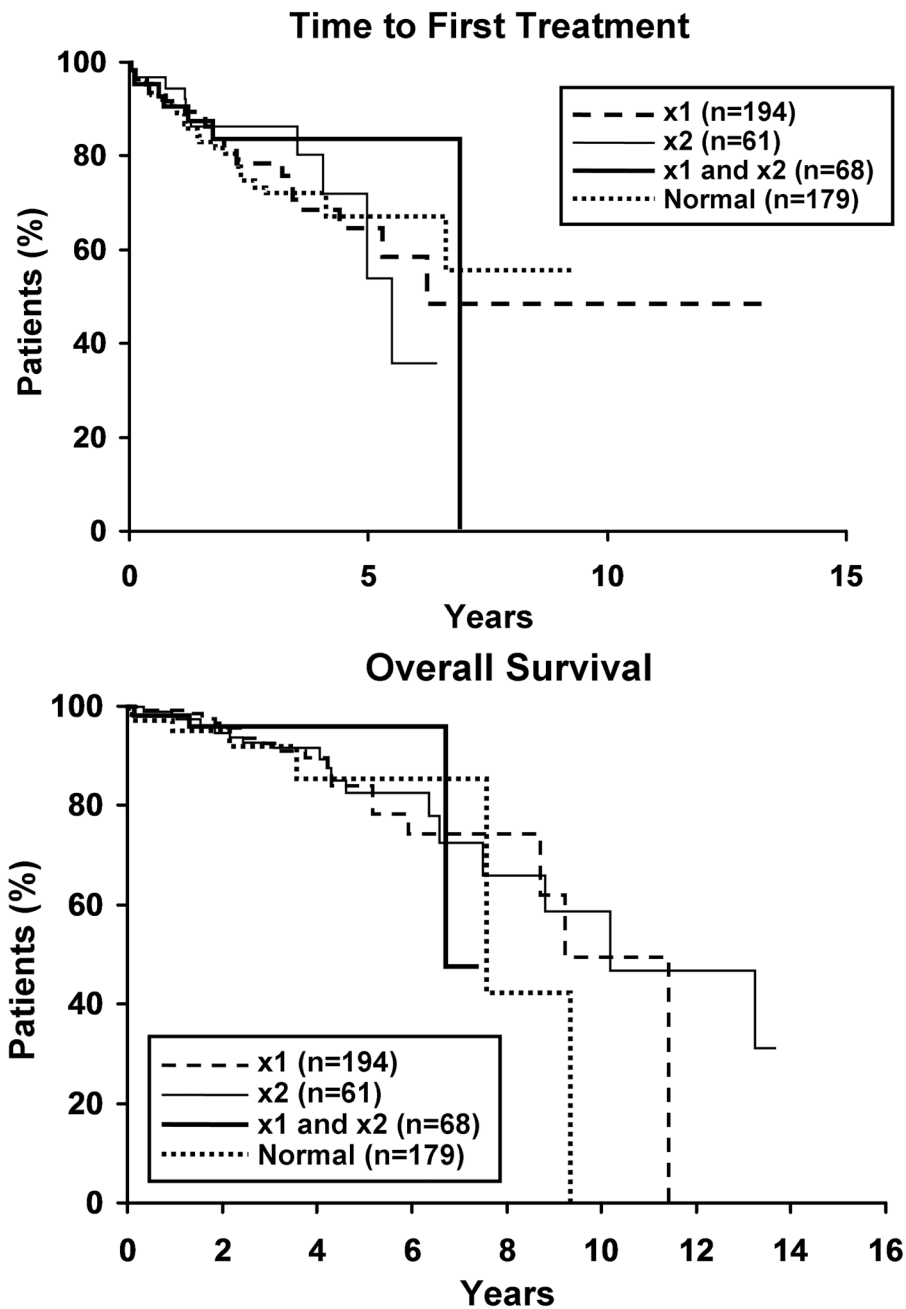 Time to First Treatment
100
80
60
40
20
0
Patients (%)
x1 (n=194)
x2 (n=61)
x1 and x2 (n=68)
Normal (n=179)
0 5 10 15
Years
Overall Survival
100
80
60
40
20
0
Patients (%)
x1 (n=194)
x2 (n=61)
x1 and x2 (n=68)
Normal (n=179)
0 2 4 6 8 10 12 14 16
Years